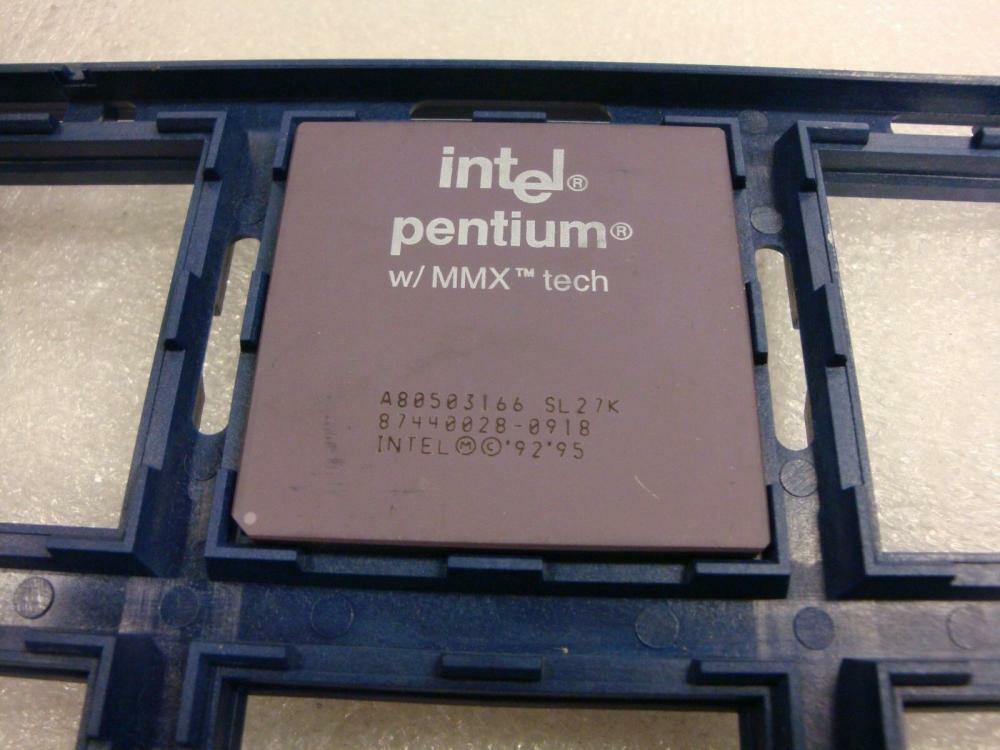 intel®
pentium®
w/ MMX™ tech
A80503166 SL27K
87440028-0918
INTEL Ⓜ © '92 '95